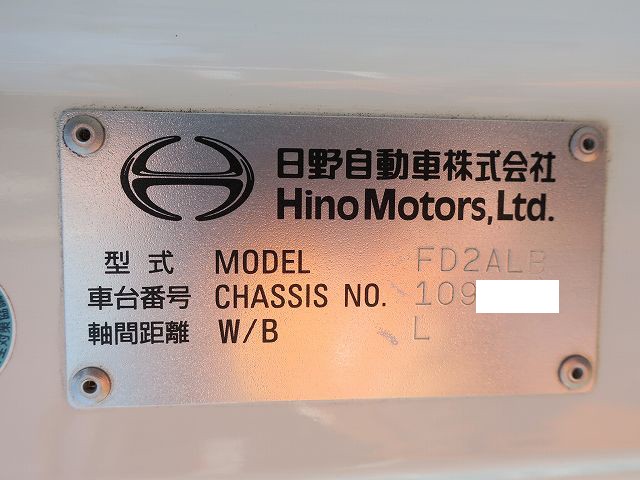 日野自動車株式会社
Hino Motors, Ltd.
型式 MODEL FD2ALB
車台番号 CHASSIS NO. 109
軸間距離 W/B L